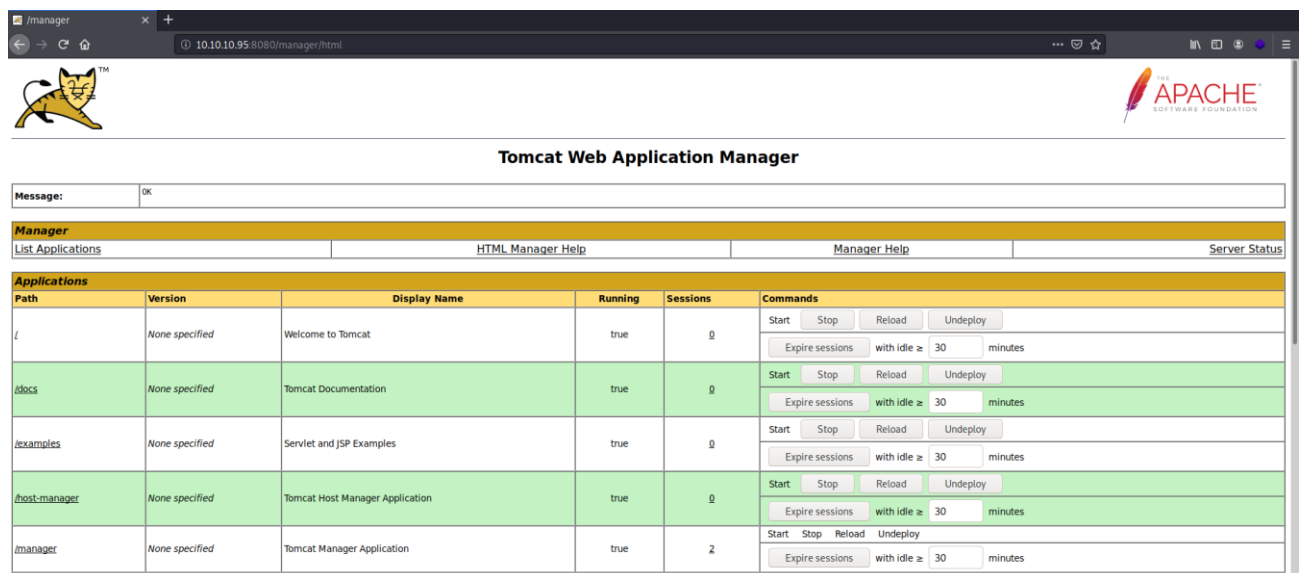 /manager
10.10.10.95:8080/manager/html
TM
THE
APACHE
SOFTWARE FOUNDATION
Tomcat Web Application Manager
Message: OK
Manager
List Applications HTML Manager Help Manager Help Server Status
Applications
Path Version Display Name Running Sessions Commands
/ None specified Welcome to Tomcat true 0 Start Stop Reload Undeploy
Expire sessions with idle ≥ 30 minutes
/docs None specified Tomcat Documentation true 0 Start Stop Reload Undeploy
Expire sessions with idle ≥ 30 minutes
/examples None specified Servlet and JSP Examples true 0 Start Stop Reload Undeploy
Expire sessions with idle ≥ 30 minutes
/host-manager None specified Tomcat Host Manager Application true 0 Start Stop Reload Undeploy
Expire sessions with idle ≥ 30 minutes
/manager None specified Tomcat Manager Application true 2 Start Stop Reload Undeploy
Expire sessions with idle ≥ 30 minutes